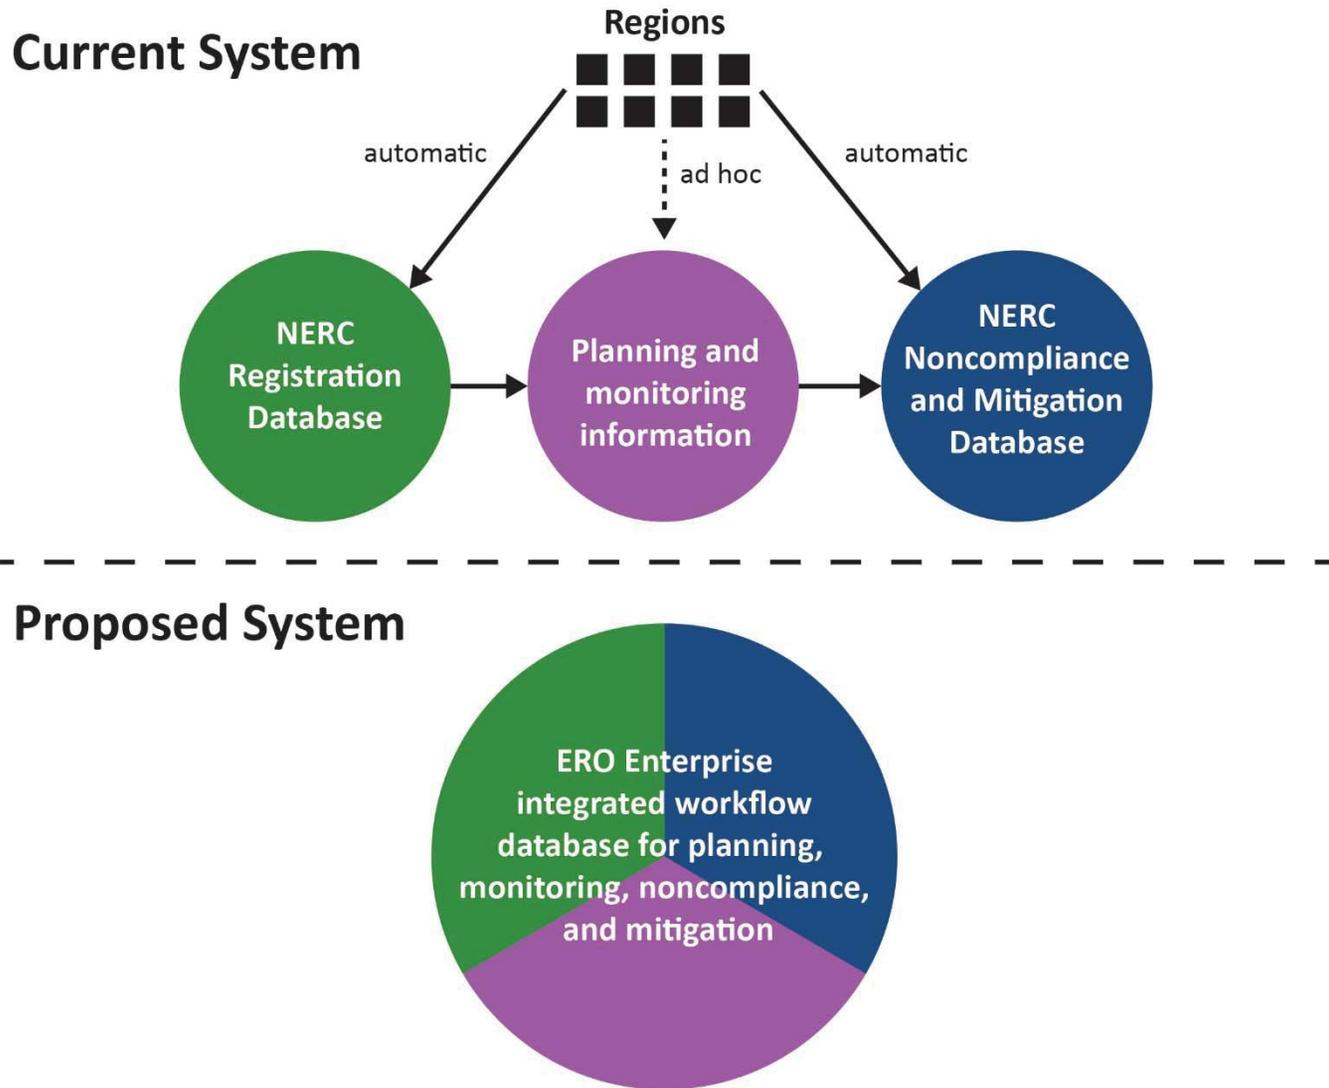 Regions
Current System
automatic
automatic
ad hoc
NERC
Registration
Database
Planning and
monitoring
information
NERC
Noncompliance
and Mitigation
Database
Proposed System
ERO Enterprise
integrated workflow
database for planning,
monitoring, noncompliance,
and mitigation